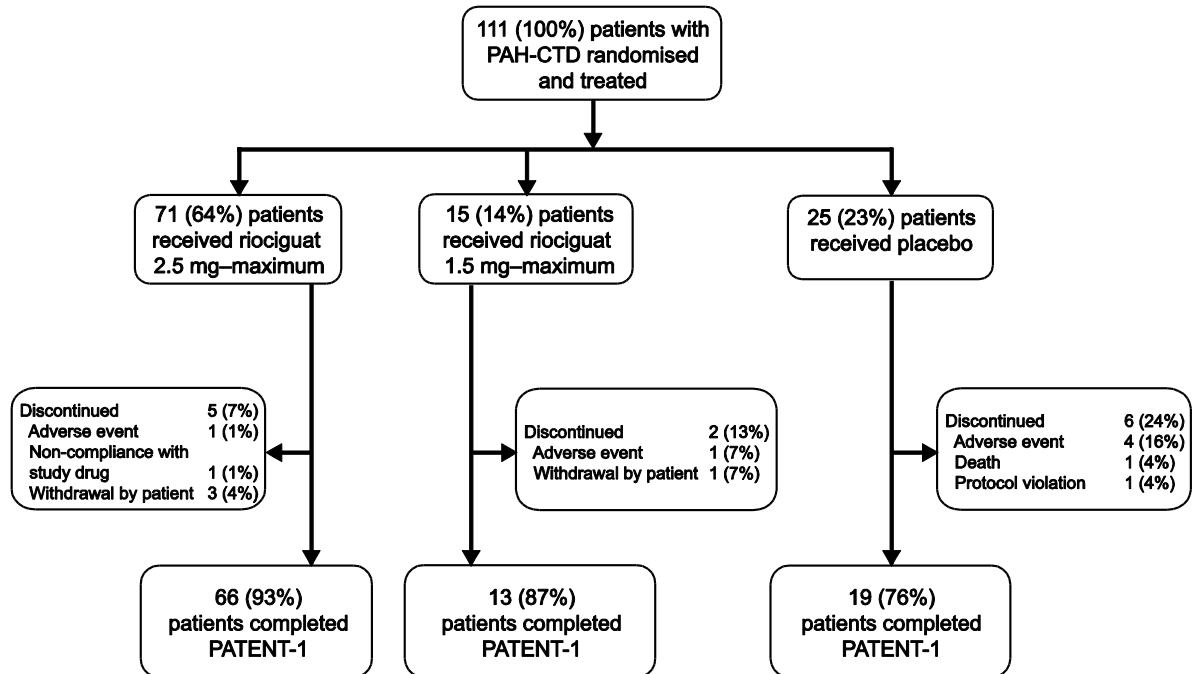 111 (100%) patients with
PAH-CTD randomised
and treated
71 (64%) patients
received riociguat
2.5 mg–maximum
15 (14%) patients
received riociguat
1.5 mg–maximum
25 (23%) patients
received placebo
Discontinued 5 (7%)
Adverse event 1 (1%)
Non-compliance with
study drug 1 (1%)
Withdrawal by patient 3 (4%)
Discontinued 2 (13%)
Adverse event 1 (7%)
Withdrawal by patient 1 (7%)
Discontinued 6 (24%)
Adverse event 4 (16%)
Death 1 (4%)
Protocol violation 1 (4%)
66 (93%)
patients completed
PATENT-1
13 (87%)
patients completed
PATENT-1
19 (76%)
patients completed
PATENT-1